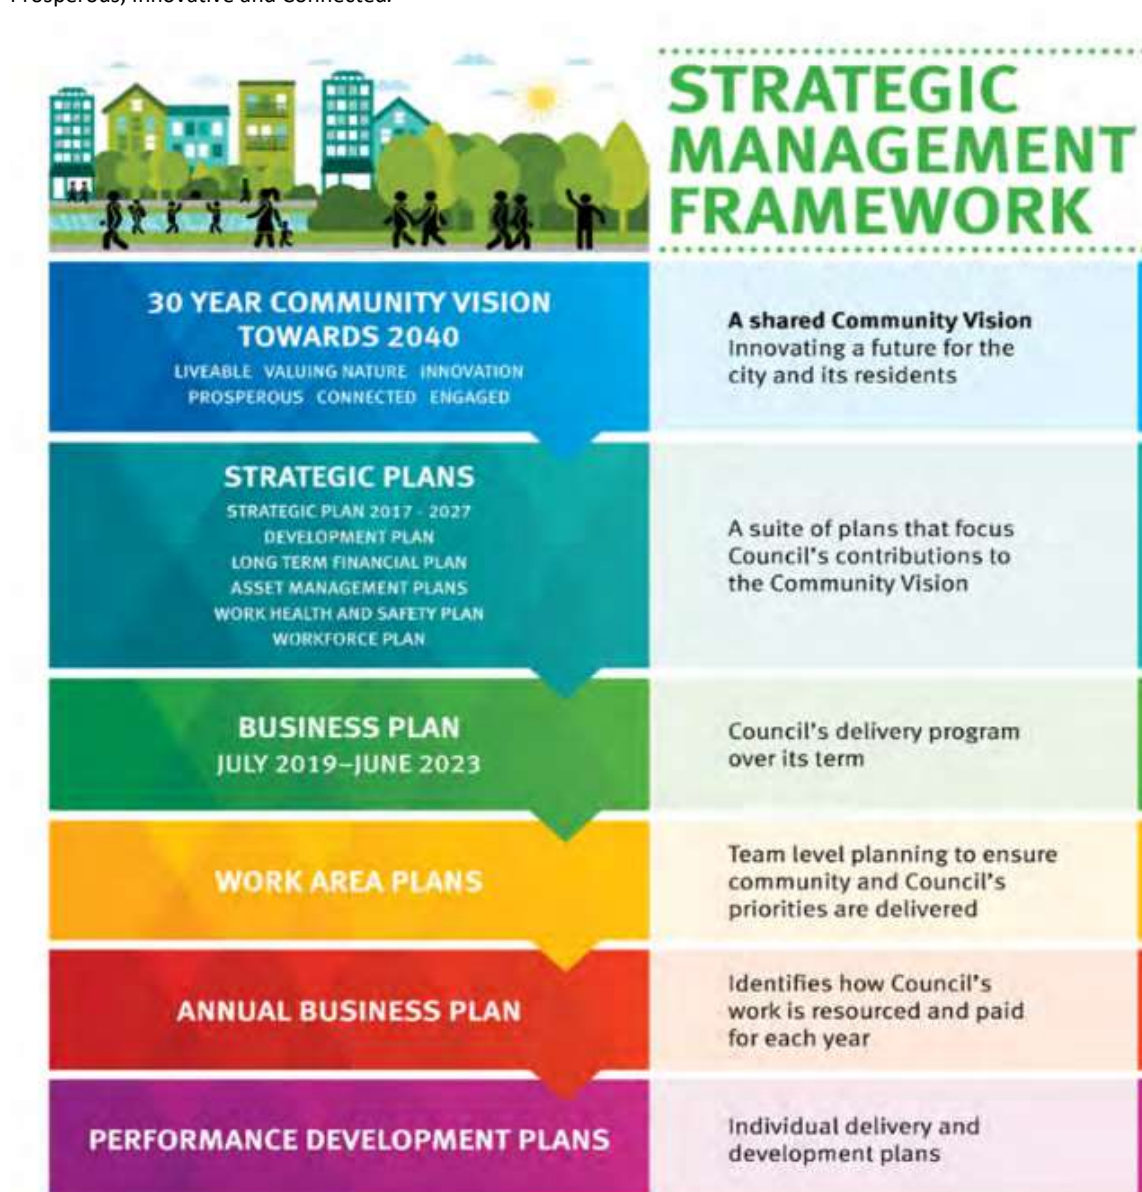 Prosperous, Innovative and Connected.
STRATEGIC
MANAGEMENT
FRAMEWORK
30 YEAR COMMUNITY VISION
TOWARDS 2040
LIVEABLE VALUING NATURE INNOVATION
PROSPEROUS CONNECTED ENGAGED
A shared Community Vision
Innovating a future for the
city and its residents
STRATEGIC PLANS
STRATEGIC PLAN 2017 - 2027
DEVELOPMENT PLAN
LONG TERM FINANCIAL PLAN
ASSET MANAGEMENT PLANS
WORK HEALTH AND SAFETY PLAN
WORKFORCE PLAN
A suite of plans that focus
Council's contributions to
the Community Vision
BUSINESS PLAN
JULY 2019–JUNE 2023
Council's delivery program
over its term
WORK AREA PLANS
Team level planning to ensure
community and Council's
priorities are delivered
ANNUAL BUSINESS PLAN
Identifies how Council's
work is resourced and paid
for each year
PERFORMANCE DEVELOPMENT PLANS
Individual delivery and
development plans